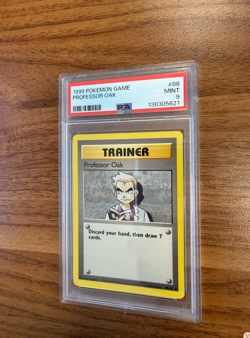 1999 POKEMON GAME #88
PROFESSOR OAK MINT
9
PSA 138305621
TRAINER
Professor Oak
Discard your hand, then draw 7
cards.